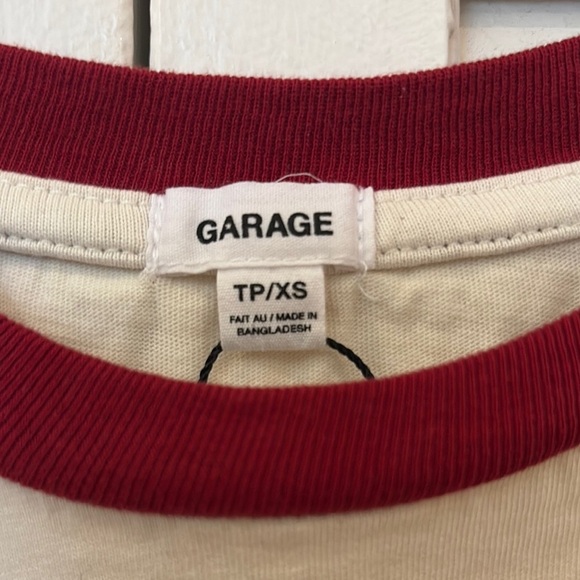 GARAGE
TP/XS
FAIT AU / MADE IN
BANGLADESH